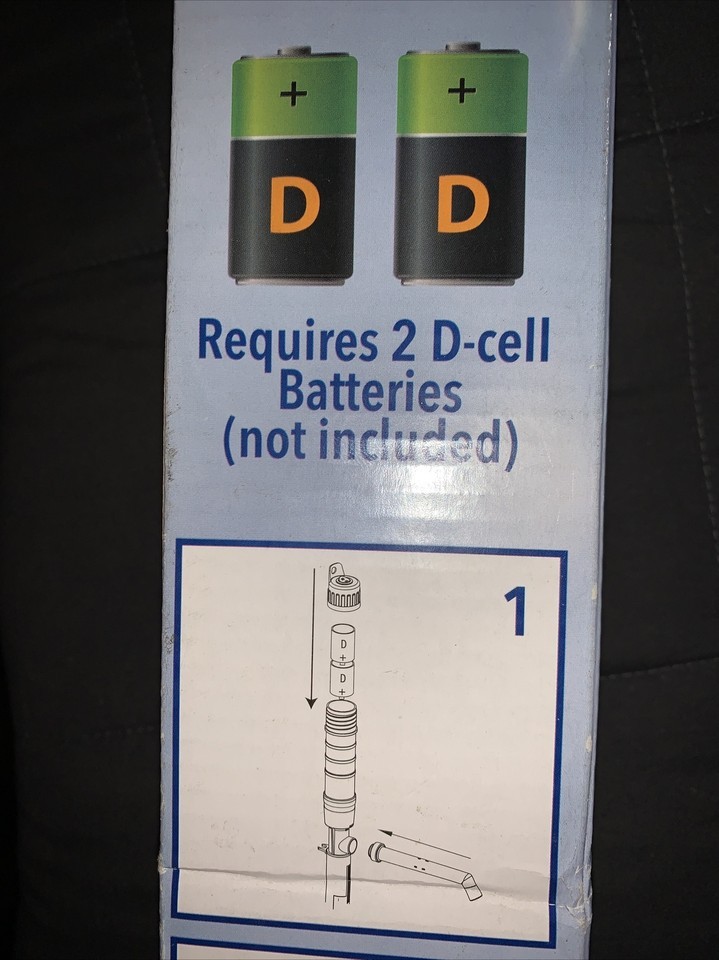 + +
D D
Requires 2 D-cell
Batteries
(not included)
1
D
+
D
+